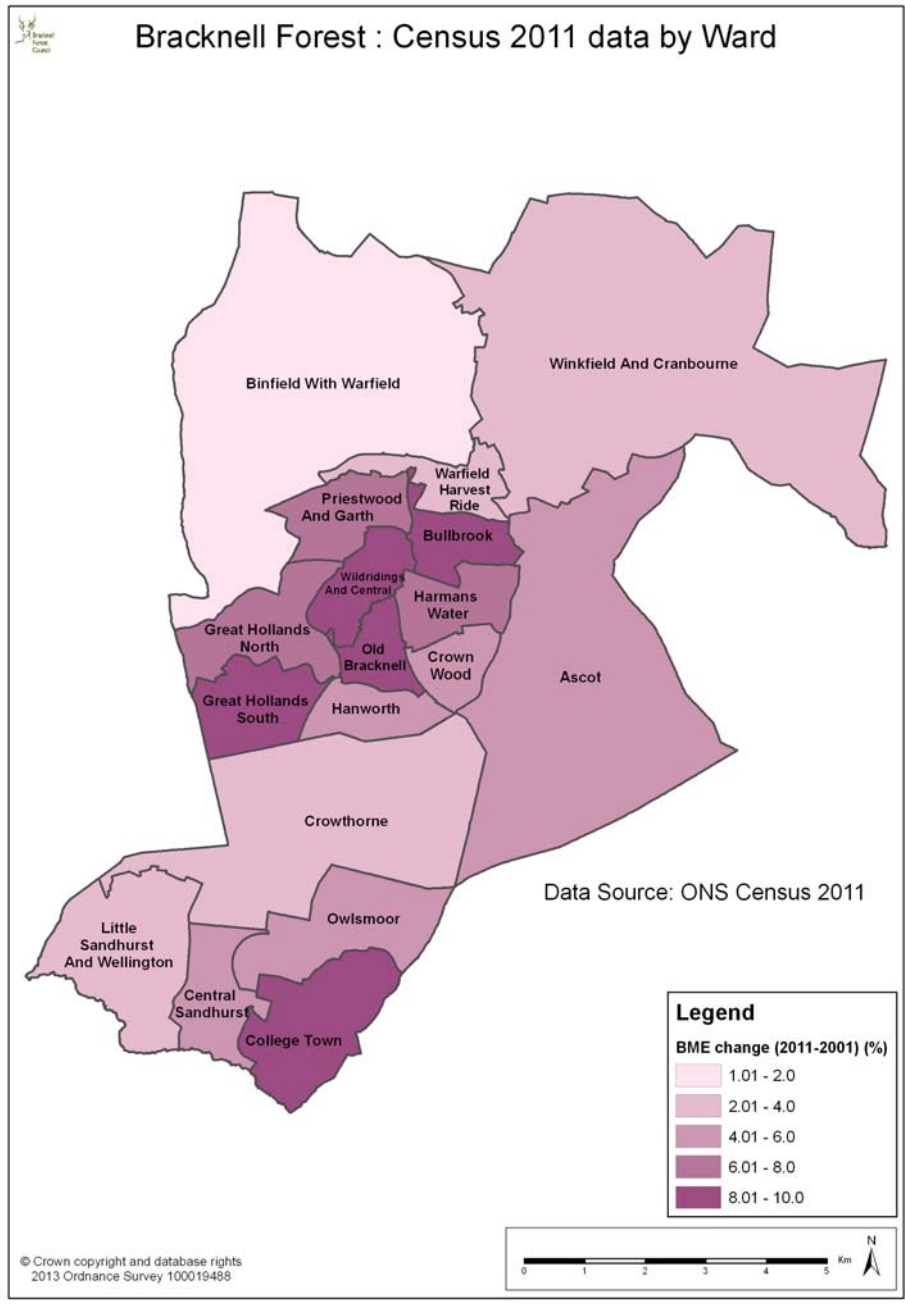 Bracknell
Forest
Council
Bracknell Forest : Census 2011 data by Ward
Binfield With Warfield
Winkfield And Cranbourne
Warfield
Harvest
Ride
Priestwood
And Garth
Bullbrook
Wildridings
And Central
Harmans
Water
Great Hollands
North
Old
Bracknell
Crown
Wood
Ascot
Great Hollands
South
Hanworth
Crowthorne
Data Source: ONS Census 2011
Owlsmoor
Little
Sandhurst
And Wellington
Central
Sandhurst
College Town
Legend
BME change (2011-2001) (%)
1.01 - 2.0
2.01 - 4.0
4.01 - 6.0
6.01 - 8.0
8.01 - 10.0
© Crown copyright and database rights
2013 Ordnance Survey 100019488
0 1 2 3 4 5 Km
N